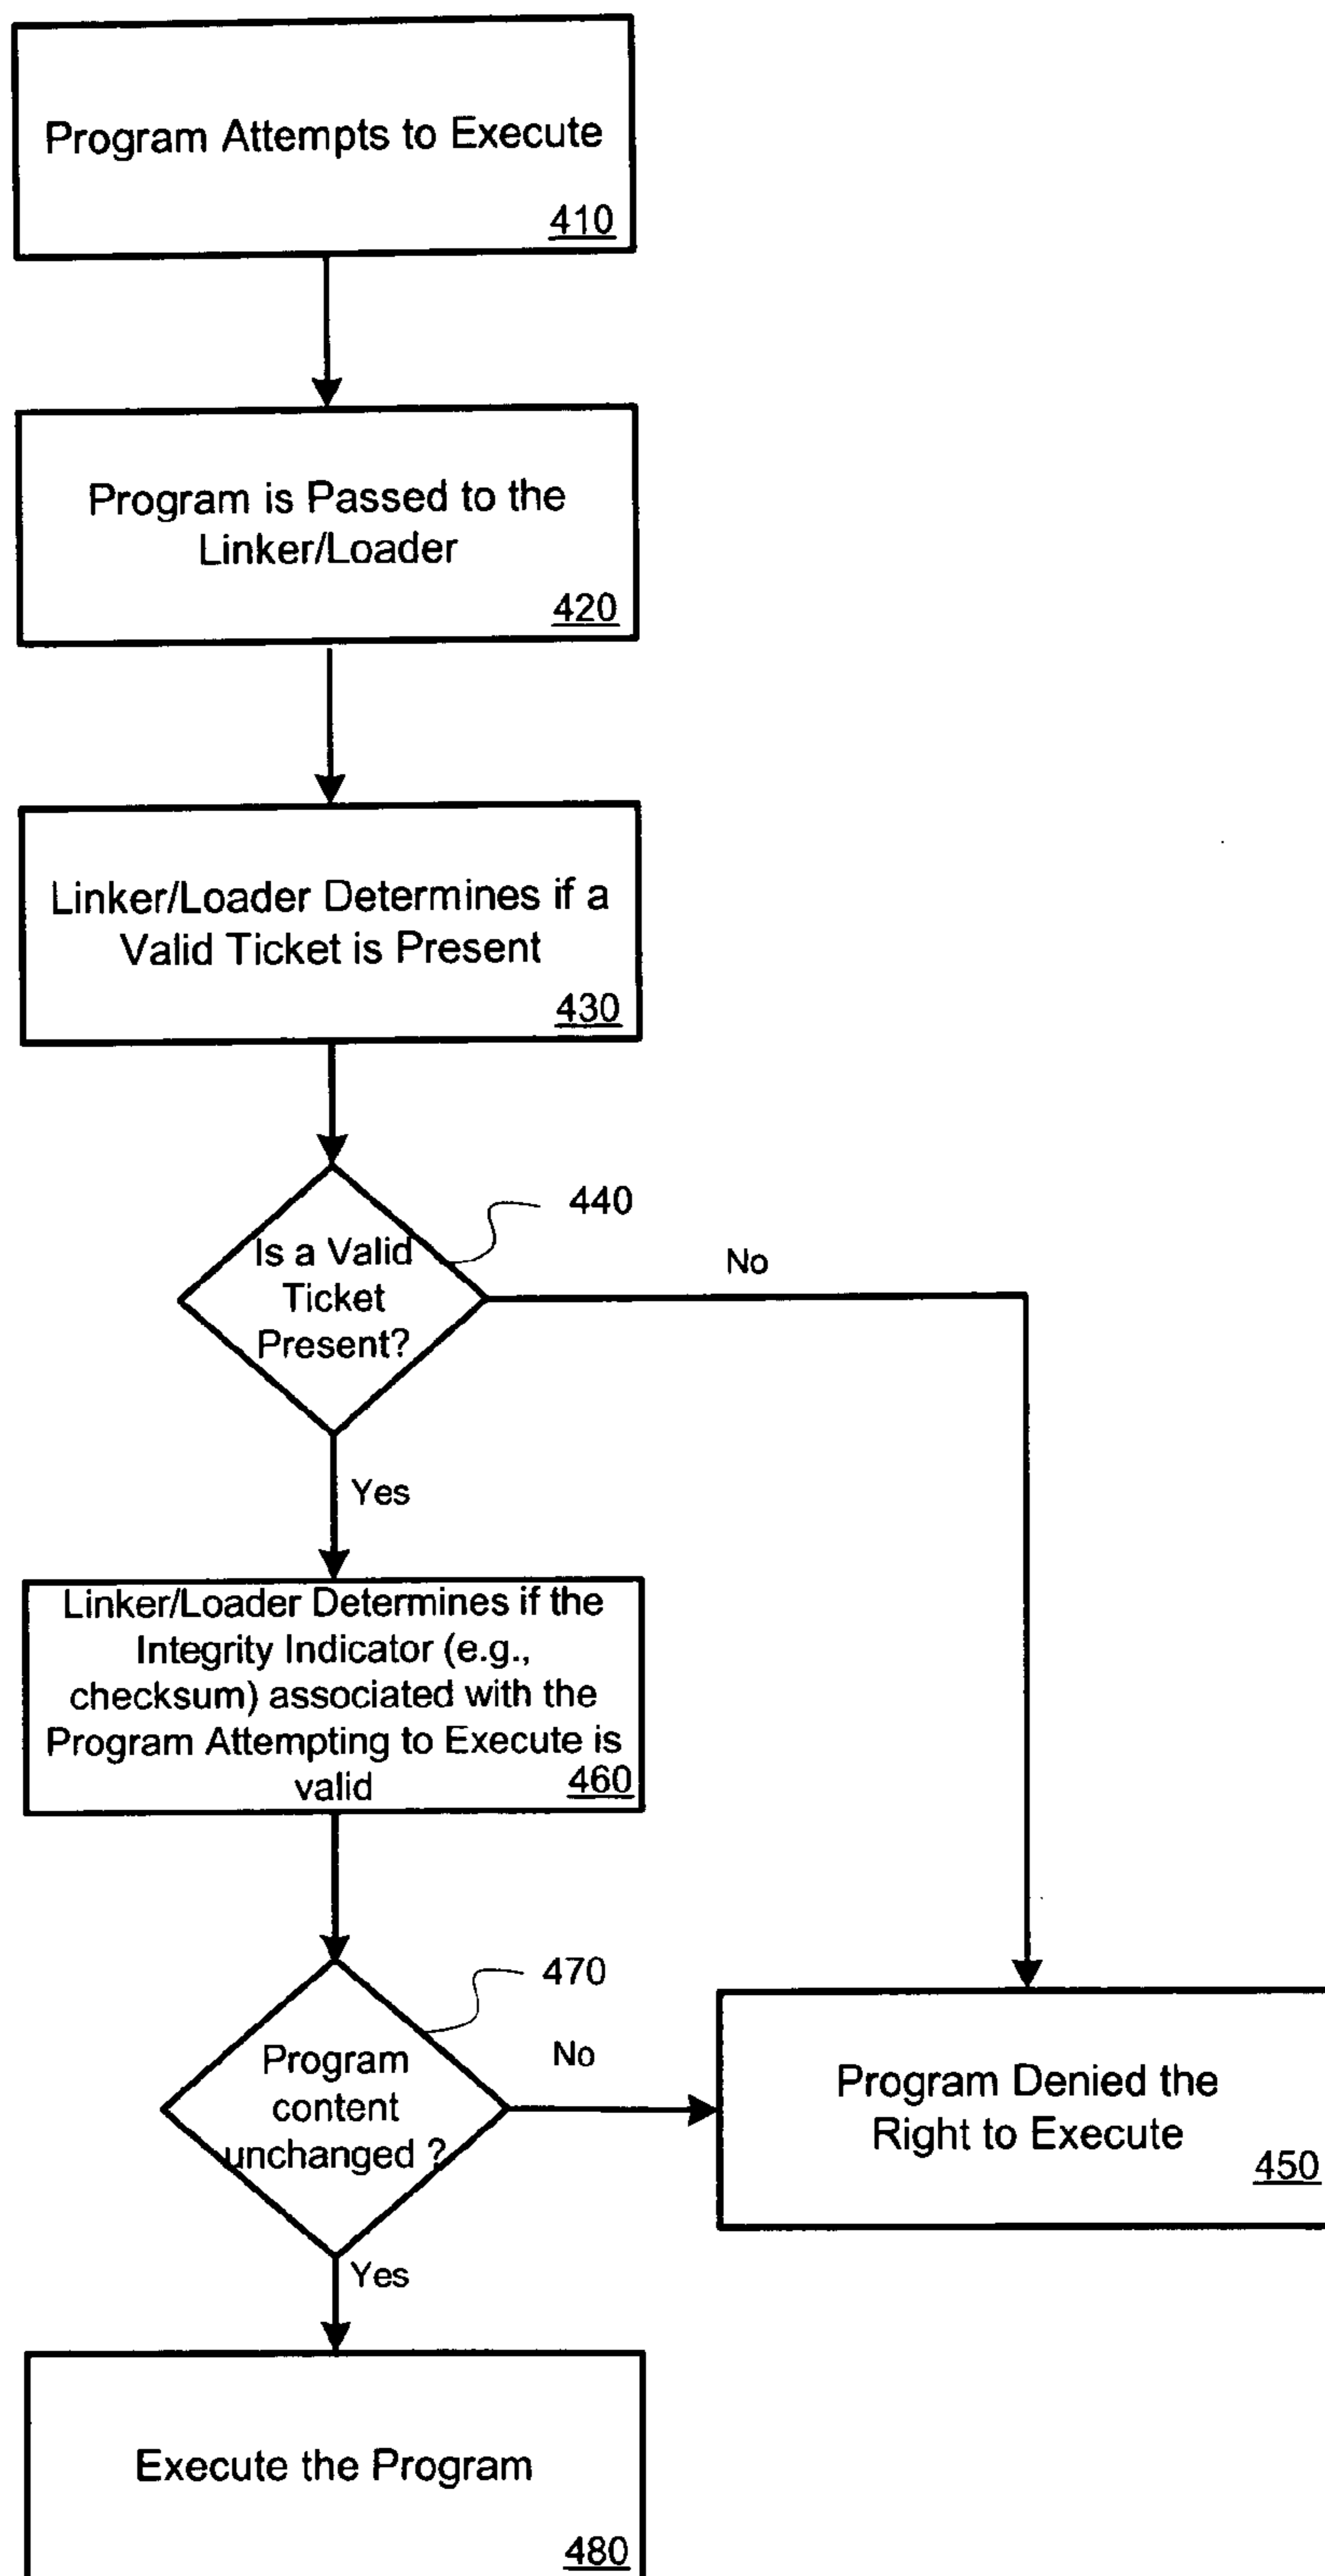 Program Attempts to Execute
410
Program is Passed to the
Linker/Loader
420
Linker/Loader Determines if a
Valid Ticket is Present
430
440
Is a Valid
Ticket
Present?
No
Yes
Linker/Loader Determines if the
Integrity Indicator (e.g.,
checksum) associated with the
Program Attempting to Execute is
valid
460
470
Program
content
unchanged ?
No
Program Denied the
Right to Execute
450
Yes
Execute the Program
480